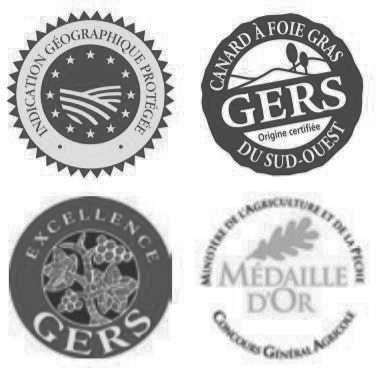 INDICATION GÉOGRAPHIQUE PROTÉGÉE
CANARD À FOIE GRAS
GERS
Origine certifiée
DU SUD-OUEST
EXCELLENCE
GERS
MINISTÈRE DE L'AGRICULTURE ET DE LA PÊCHE
MÉDAILLE
D'OR
CONCOURS GÉNÉRAL AGRICOLE